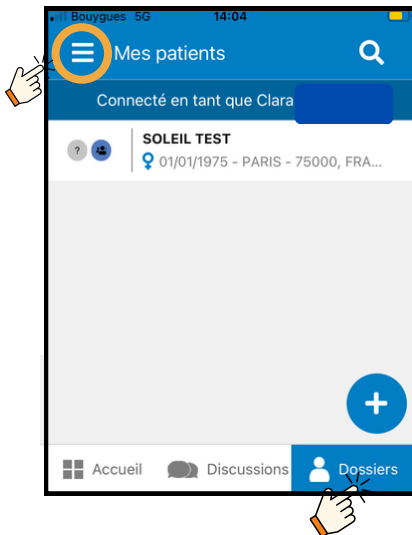 Bouygues 5G 14:04
Mes patients
Connecté en tant que Clara
SOLEIL TEST
? 01/01/1975 - PARIS - 75000, FRA...
+
Accueil Discussions Dossiers